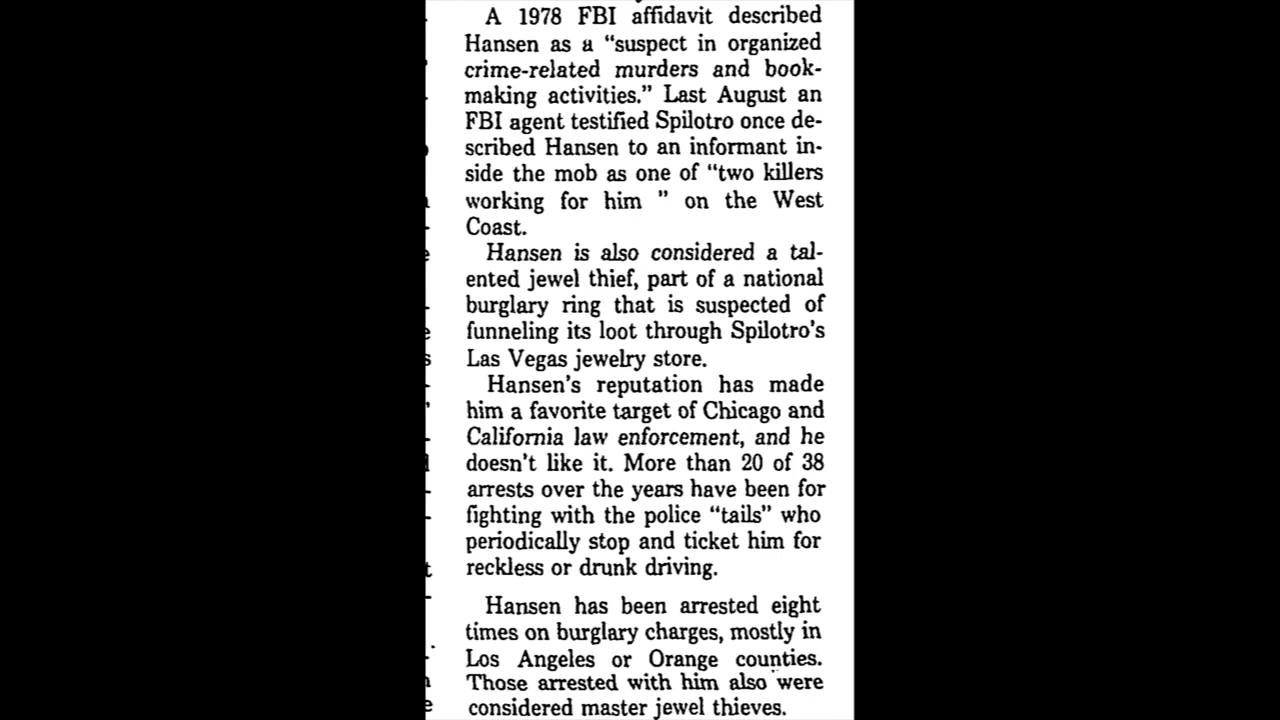 A 1978 FBI affidavit described
Hansen as a “suspect in organized
crime-related murders and book-
making activities.” Last August an
FBI agent testified Spilotro once de-
scribed Hansen to an informant in-
side the mob as one of “two killers
working for him ” on the West
Coast.
Hansen is also considered a tal-
ented jewel thief, part of a national
burglary ring that is suspected of
funneling its loot through Spilotro’s
Las Vegas jewelry store.
Hansen’s reputation has made
him a favorite target of Chicago and
California law enforcement, and he
doesn’t like it. More than 20 of 38
arrests over the years have been for
fighting with the police “tails” who
periodically stop and ticket him for
reckless or drunk driving.
Hansen has been arrested eight
times on burglary charges, mostly in
Los Angeles or Orange counties.
Those arrested with him also were
considered master jewel thieves.